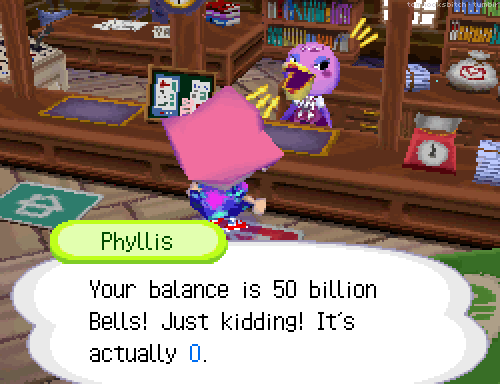 Phyllis
Your balance is 50 billion
Bells! Just kidding! It's
actually 0.